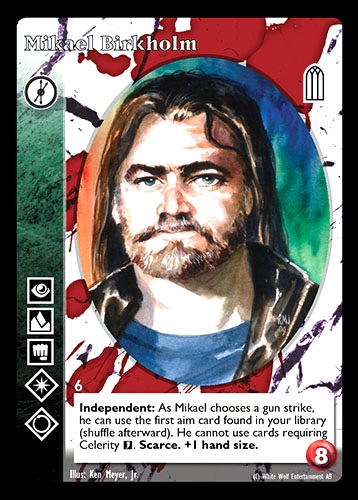 Mikael Birkholm
RMJ
6
Independent: As Mikael chooses a gun strike,
he can use the first aim card found in your library
(shuffle afterward). He cannot use cards requiring
Celerity. Scarce. +1 hand size.
8
Illus: Ken Meyer, Jr.
(C) White Wolf Entertainment AB